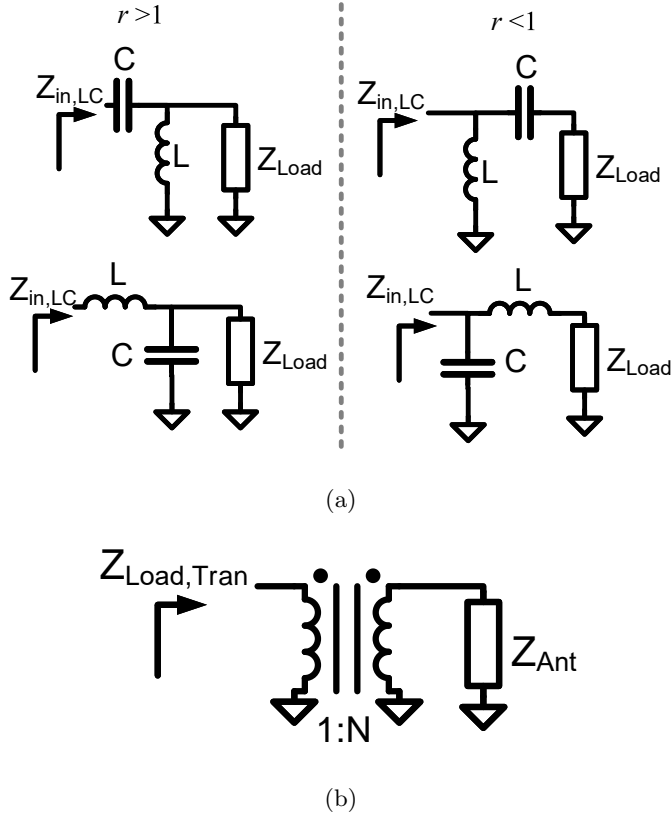 r >1
r <1
C
Z_in,LC
L
Z_Load
C
Z_in,LC
L
Z_Load
L
Z_in,LC
C
Z_Load
L
Z_in,LC
C
Z_Load
(a)
Z_Load,Tran
Z_Ant
1:N
(b)